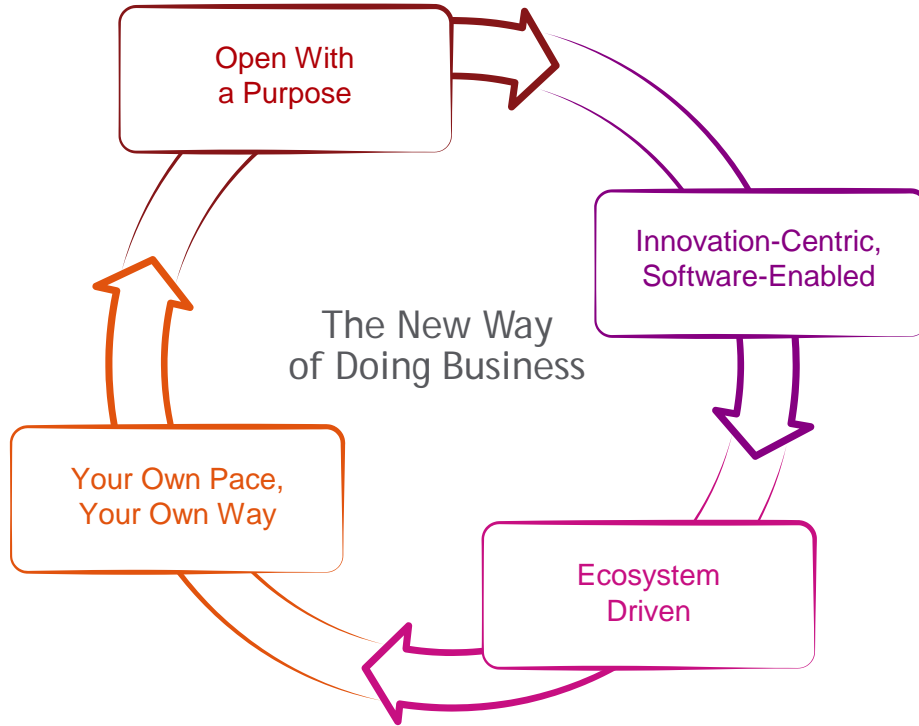 Open With
a Purpose
Innovation-Centric,
Software-Enabled
The New Way
of Doing Business
Your Own Pace,
Your Own Way
Ecosystem
Driven